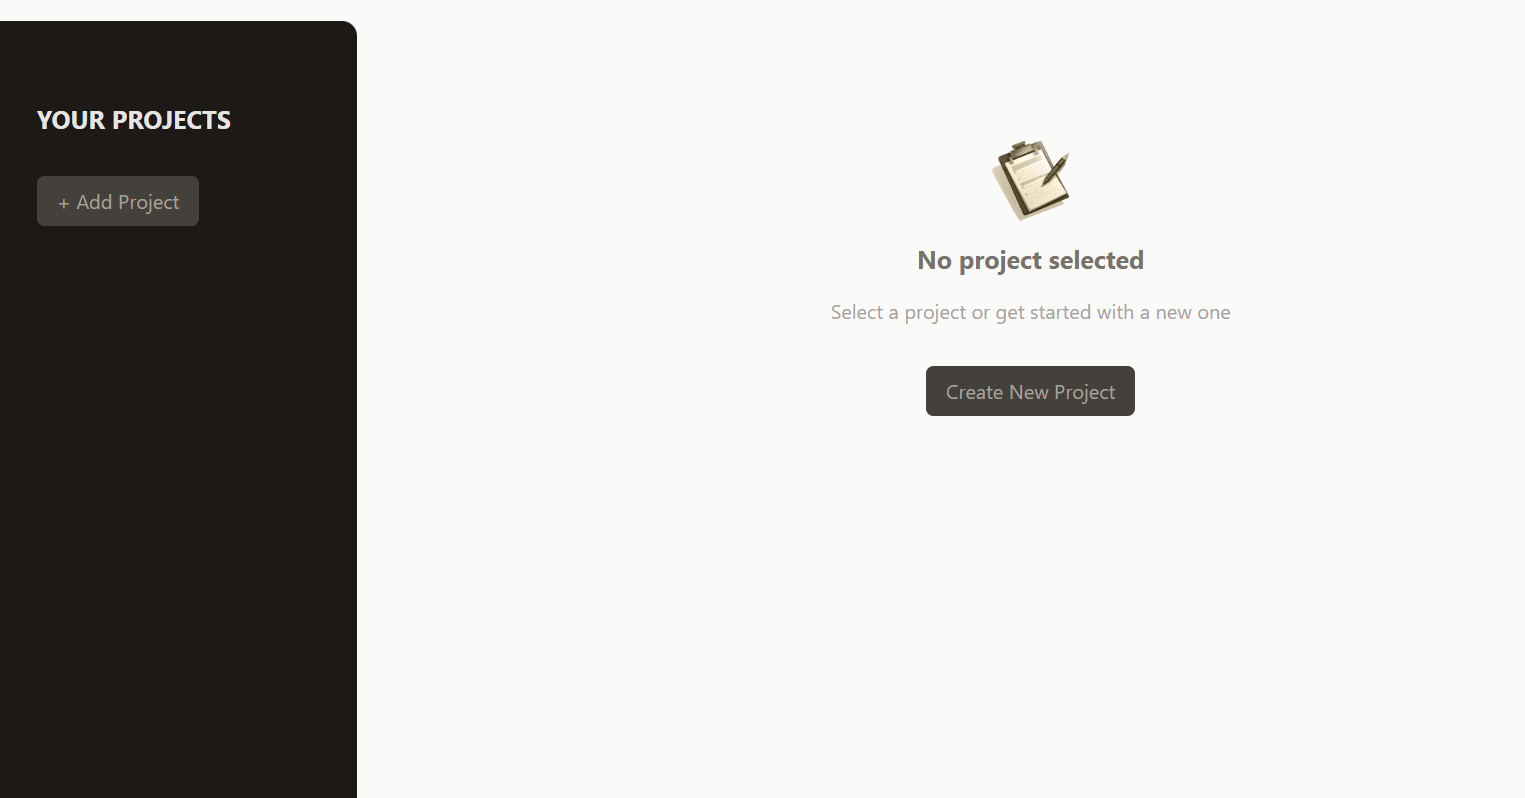 YOUR PROJECTS
+ Add Project
No project selected
Select a project or get started with a new one
Create New Project